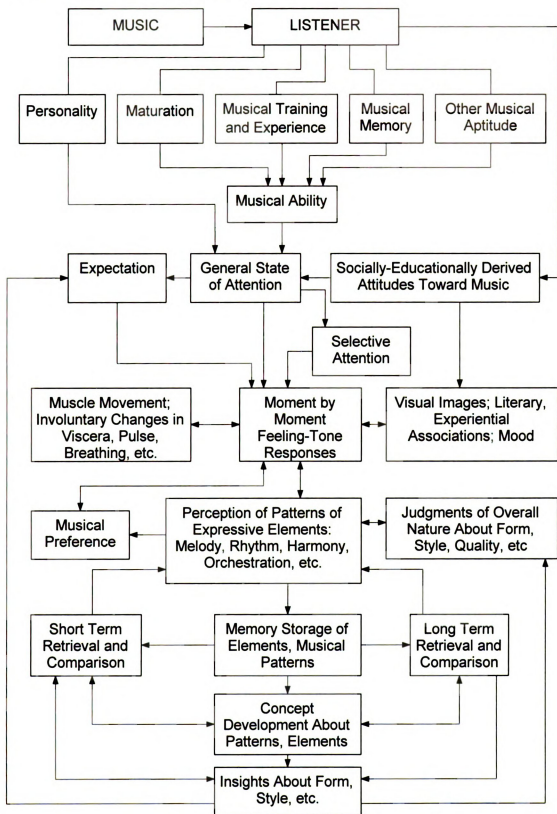 MUSIC
LISTENER
Personality
Maturation
Musical Training
and Experience
Musical
Memory
Other Musical
Aptitude
Musical Ability
Expectation
General State
of Attention
Socially-Educationally Derived
Attitudes Toward Music
Selective
Attention
Muscle Movement;
Involuntary Changes in
Viscera, Pulse,
Breathing, etc.
Moment by
Moment
Feeling-Tone
Responses
Visual Images; Literary,
Experiential
Associations; Mood
Musical
Preference
Perception of Patterns of
Expressive Elements:
Melody, Rhythm, Harmony,
Orchestration, etc.
Judgments of Overall
Nature About Form,
Style, Quality, etc
Short Term
Retrieval and
Comparison
Memory Storage of
Elements, Musical
Patterns
Long Term
Retrieval and
Comparison
Concept
Development About
Patterns, Elements
Insights About Form,
Style, etc.